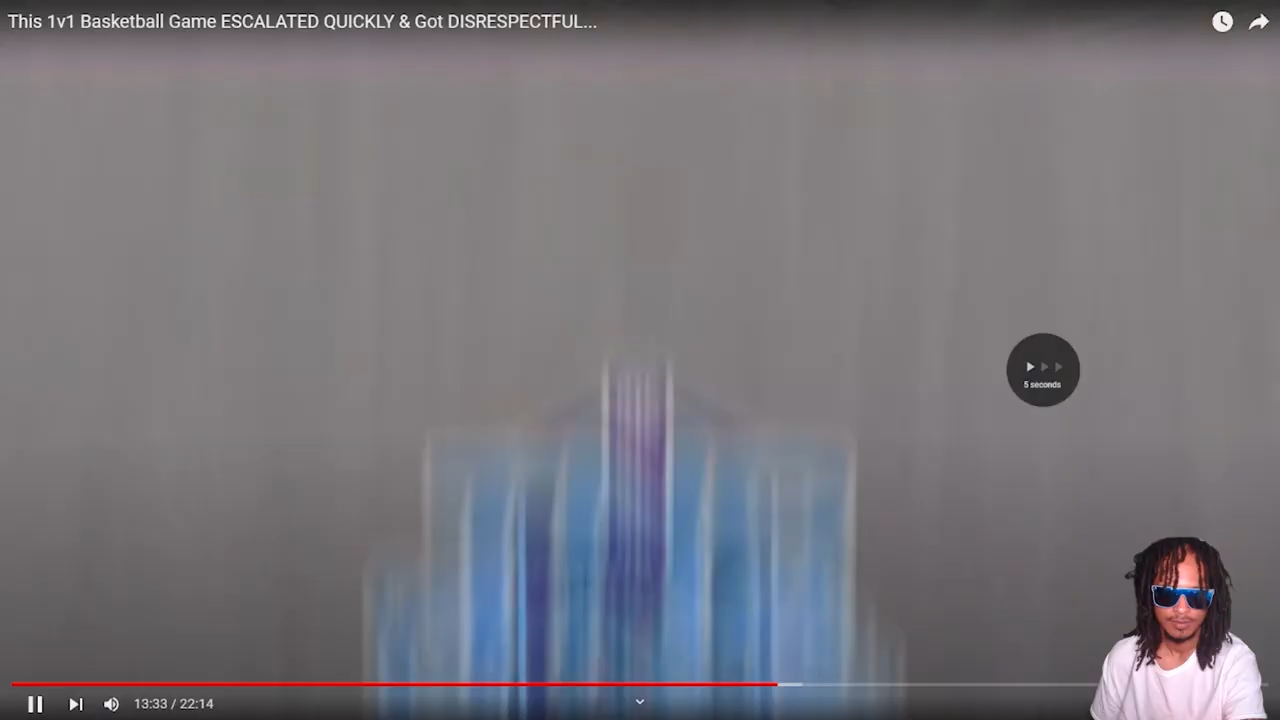 This 1v1 Basketball Game ESCALATED QUICKLY & Got DISRESPECTFUL...
5 seconds
13:33 / 22:14